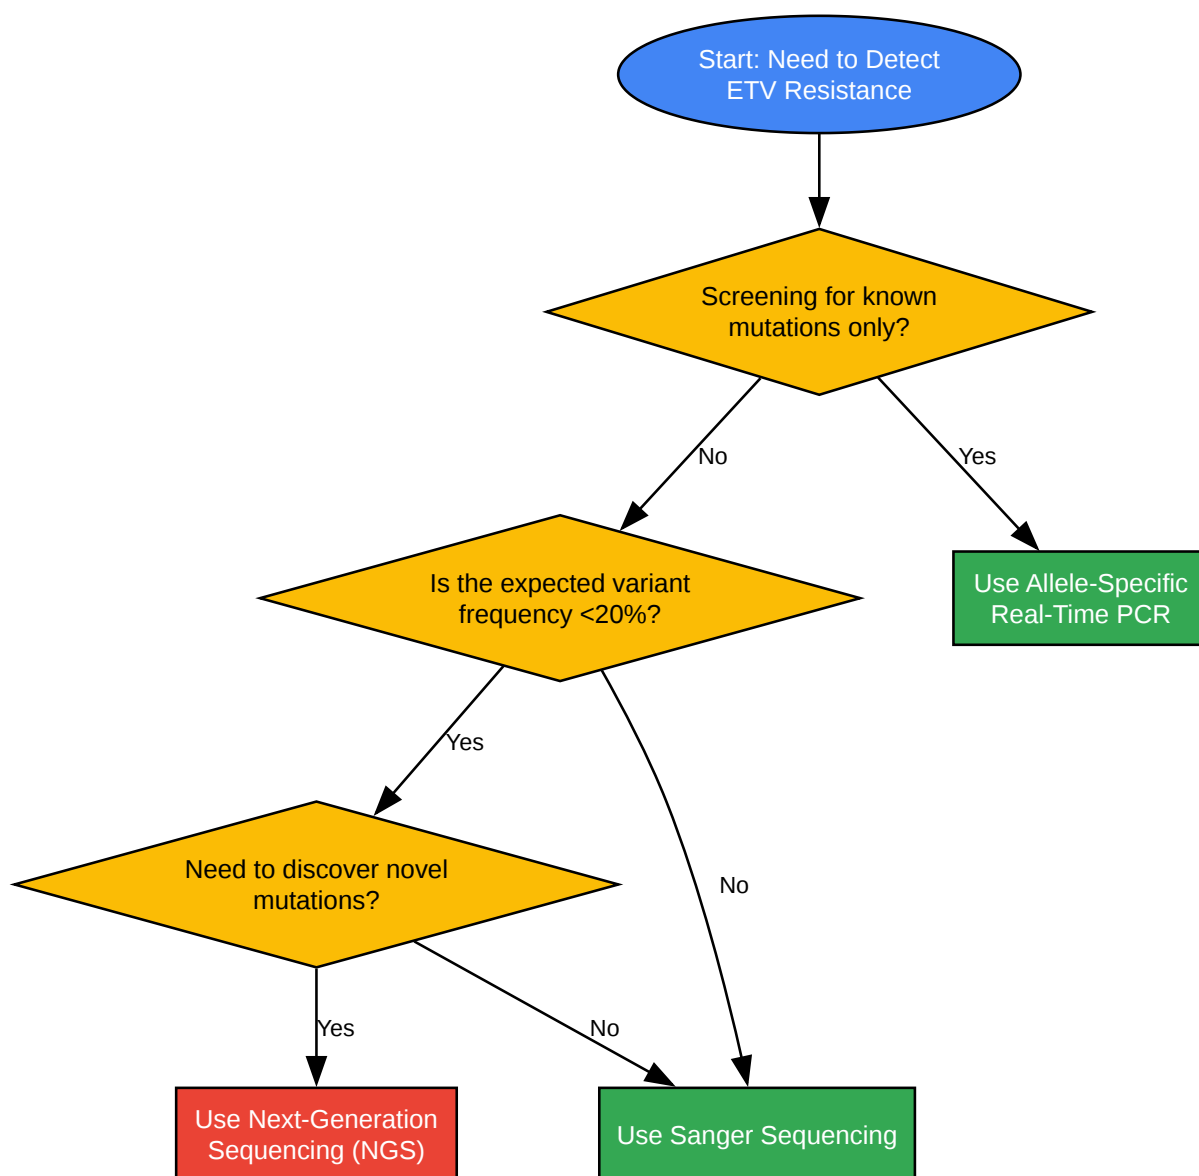 Start: Need to Detect
ETV Resistance
Screening for known
mutations only?
No
Yes
Is the expected variant
frequency <20%?
Use Allele-Specific
Real-Time PCR
Yes
No
Need to discover novel
mutations?
Yes
No
Use Next-Generation
Sequencing (NGS)
Use Sanger Sequencing